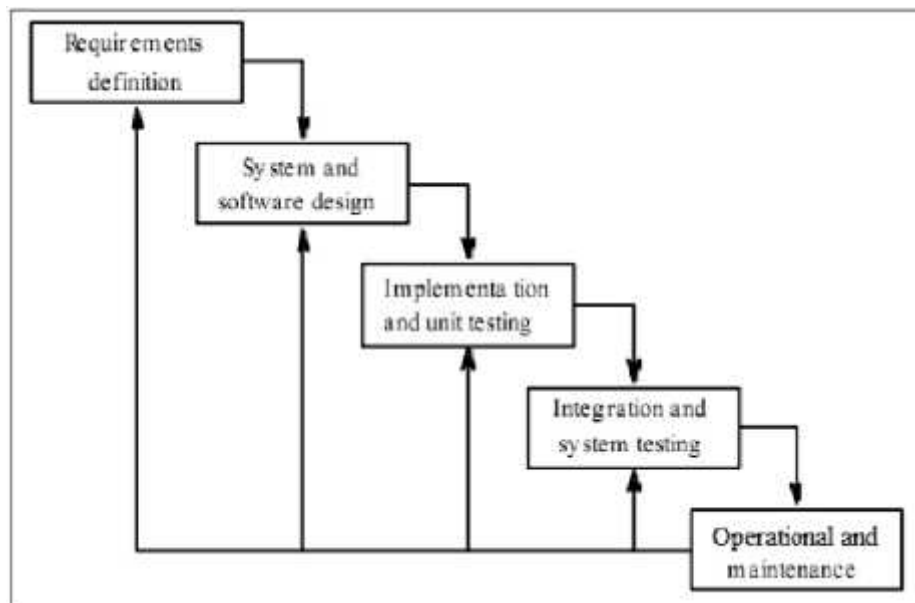 Requirements
definition
System and
software design
Implementation
and unit testing
Integration and
system testing
Operational and
maintenance